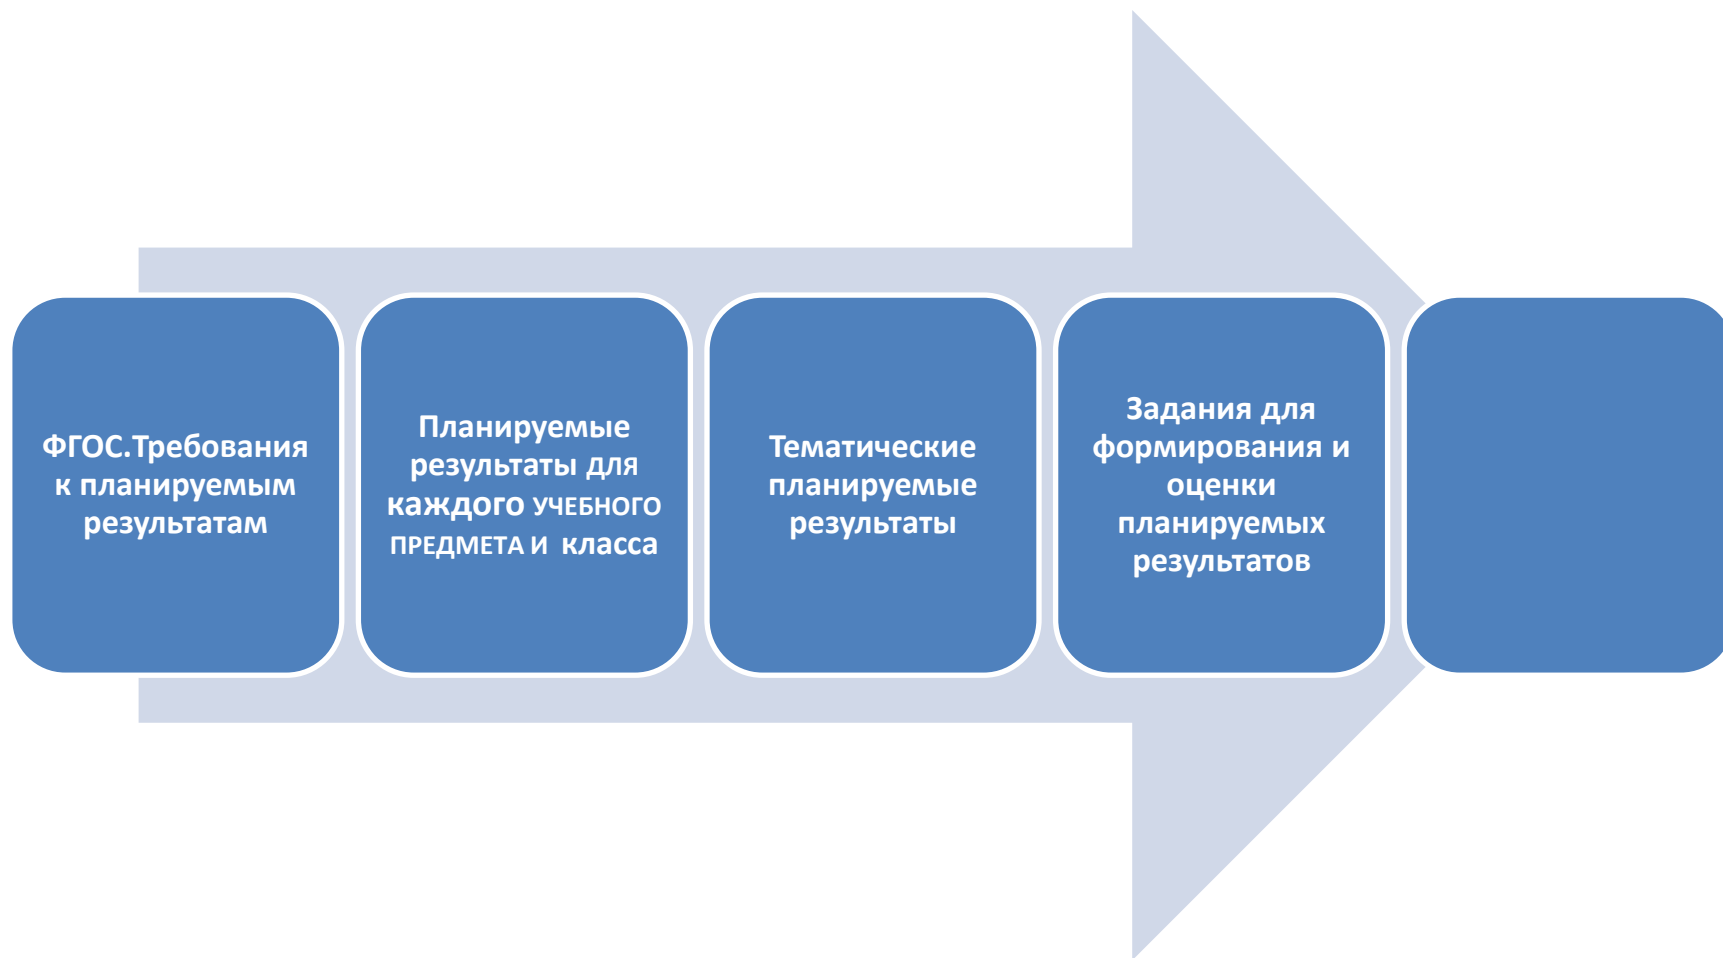 ФГОС.Требования
к планируемым
результатам
Планируемые
результаты для
каждого УЧЕБНОГО
ПРЕДМЕТА И класса
Тематические
планируемые
результаты
Задания для
формирования и
оценки
планируемых
результатов